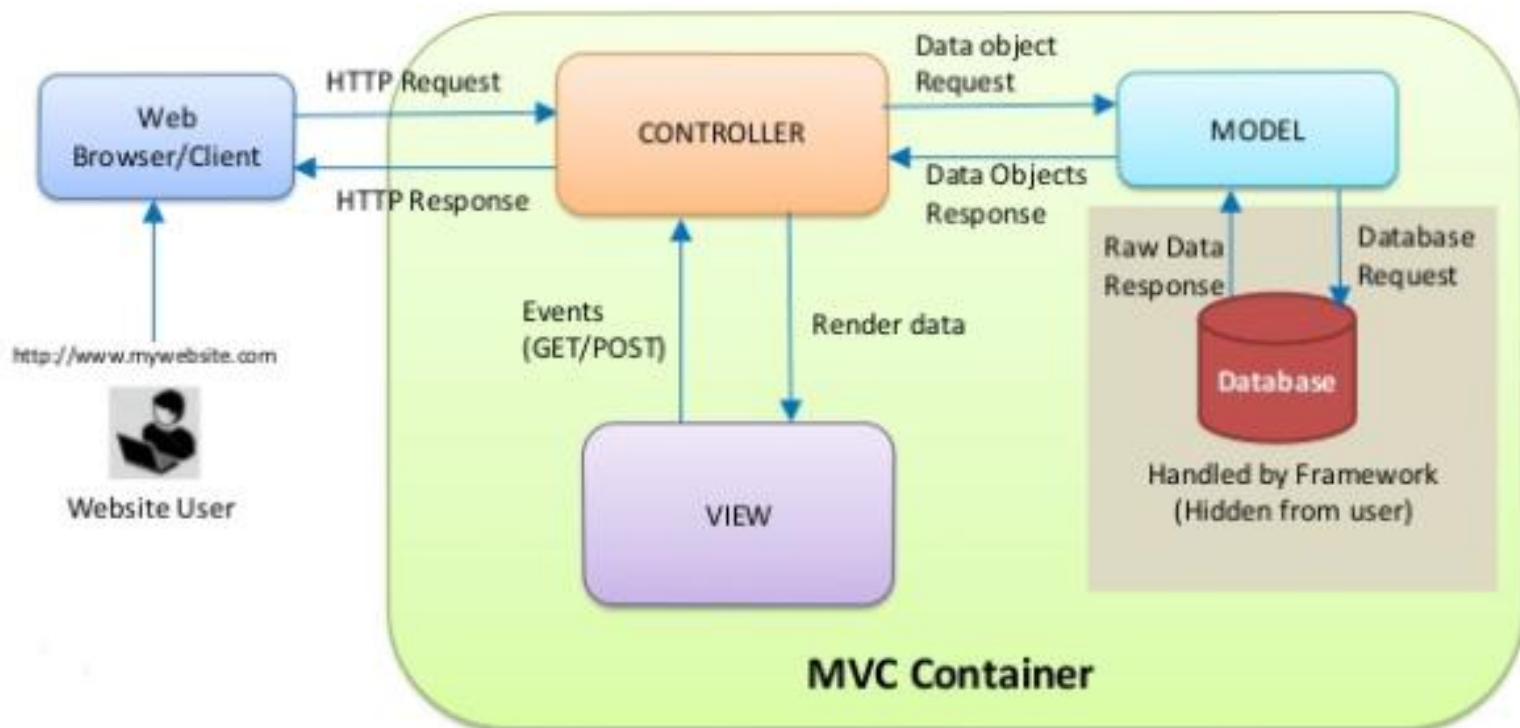 Web
Browser/Client
HTTP Request
HTTP Response
CONTROLLER
Data object
Request
Data Objects
Response
MODEL
Raw Data
Response
Database
Request
Database
Handled by Framework
(Hidden from user)
Events
(GET/POST)
Render data
VIEW
http://www.mywebsite.com
Website User
MVC Container